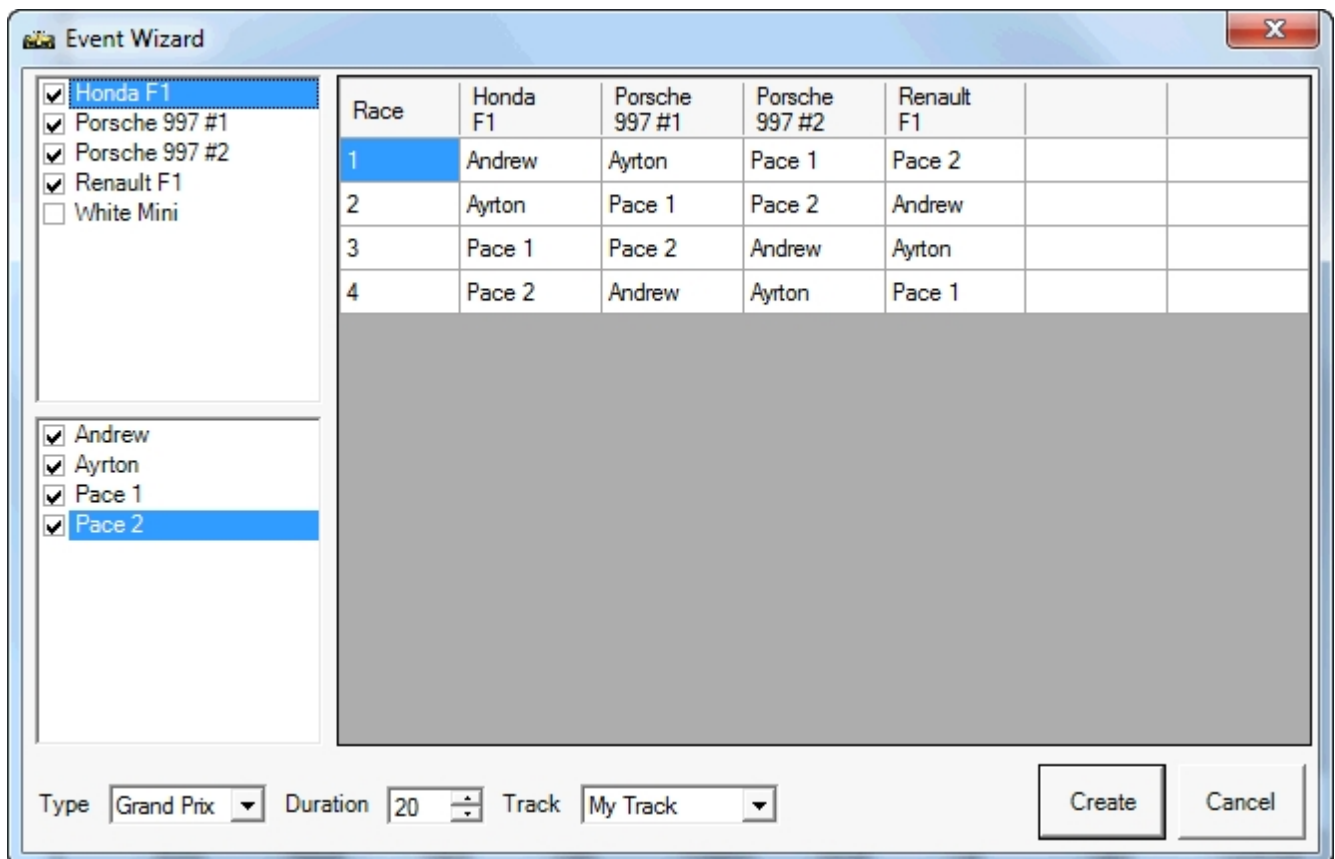 Event Wizard
Honda F1
Porsche 997 #1
Porsche 997 #2
Renault F1
White Mini
Andrew
Ayrton
Pace 1
Pace 2
Race Honda F1 Porsche 997 #1 Porsche 997 #2 Renault F1
1 Andrew Ayrton Pace 1 Pace 2
2 Ayrton Pace 1 Pace 2 Andrew
3 Pace 1 Pace 2 Andrew Ayrton
4 Pace 2 Andrew Ayrton Pace 1
Type Grand Prix Duration 20 Track My Track Create Cancel